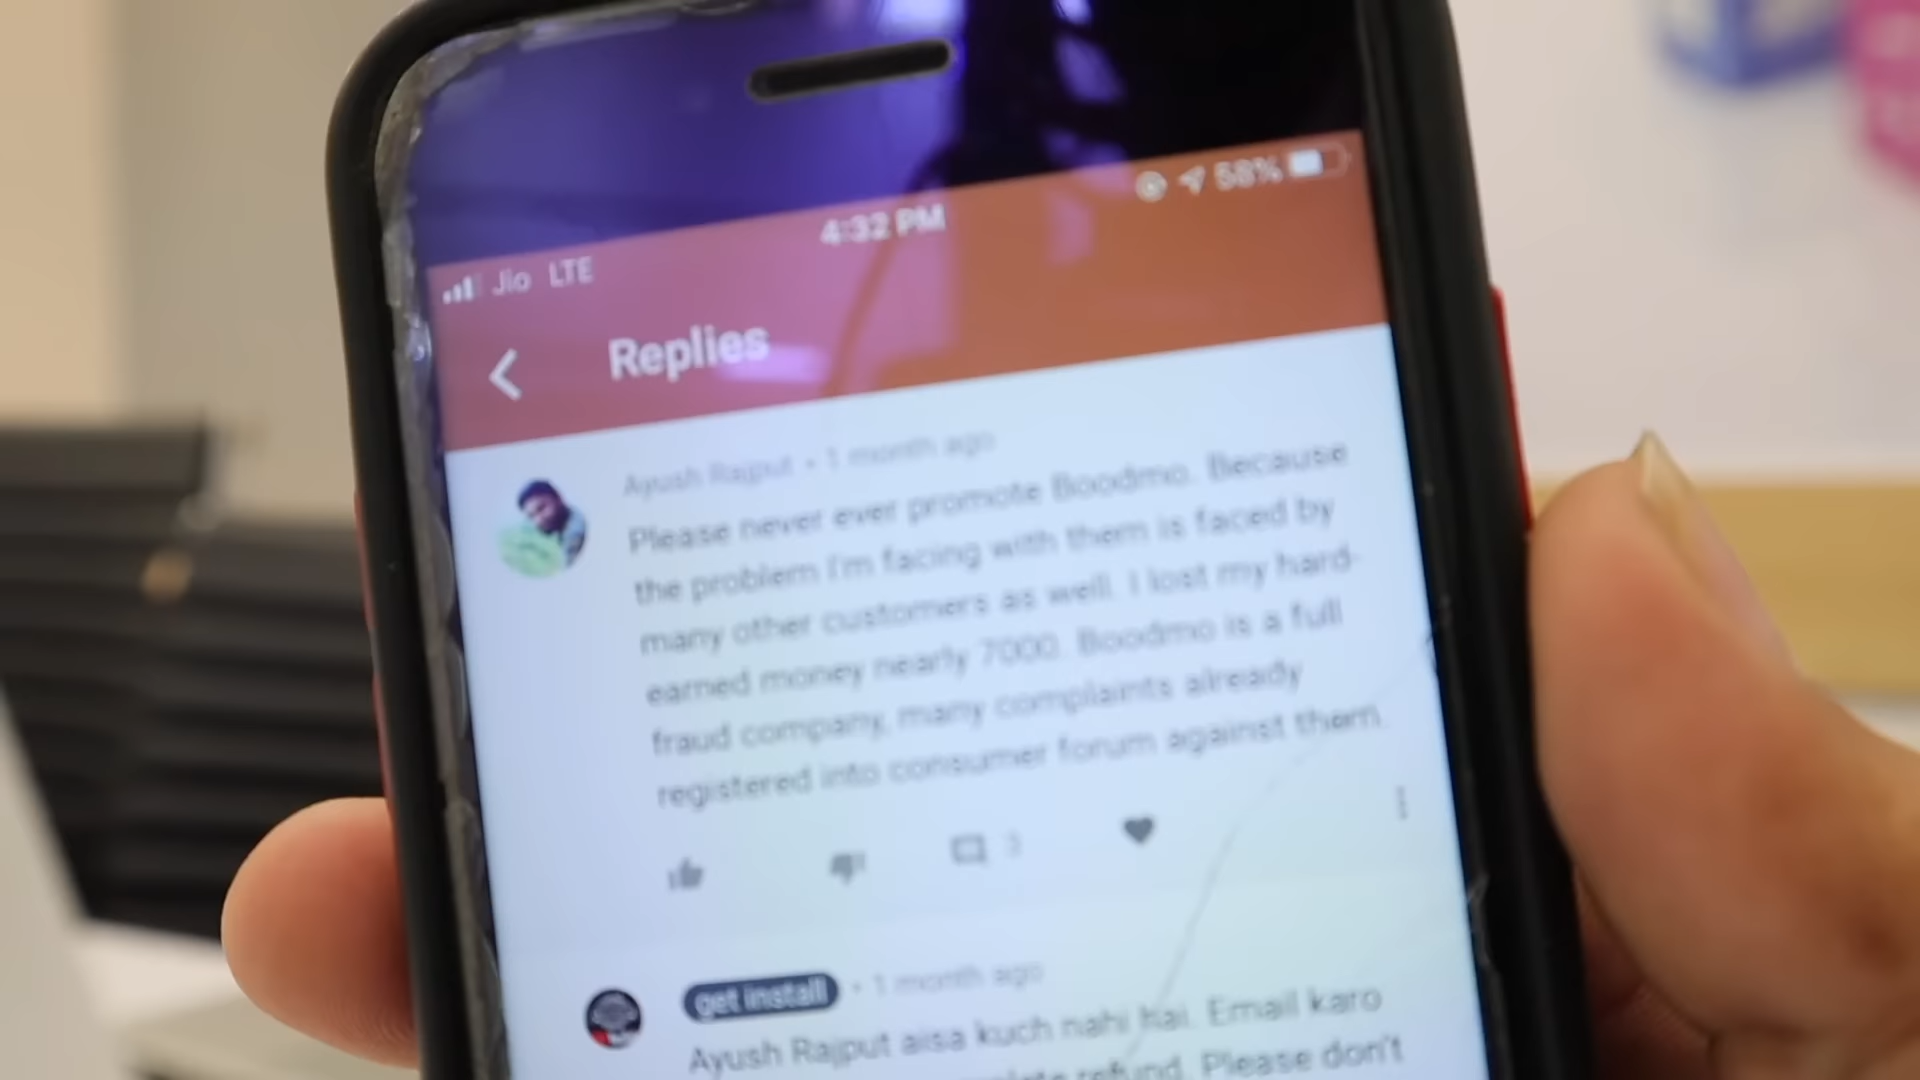 58%
4:32 PM
Jio LTE
Replies
Ayush Rajput • 1 month ago
Please never ever promote Boodmo. Because
the problem I'm facing with them is faced by
many other customers as well. I lost my hard-
earned money nearly 7000. Boodmo is a full
fraud company, many complaints already
registered into consumer forum against them.
3
get install • 1 month ago
Ayush Rajput aisa kuch nahi hai. Email karo
refund. Please don't